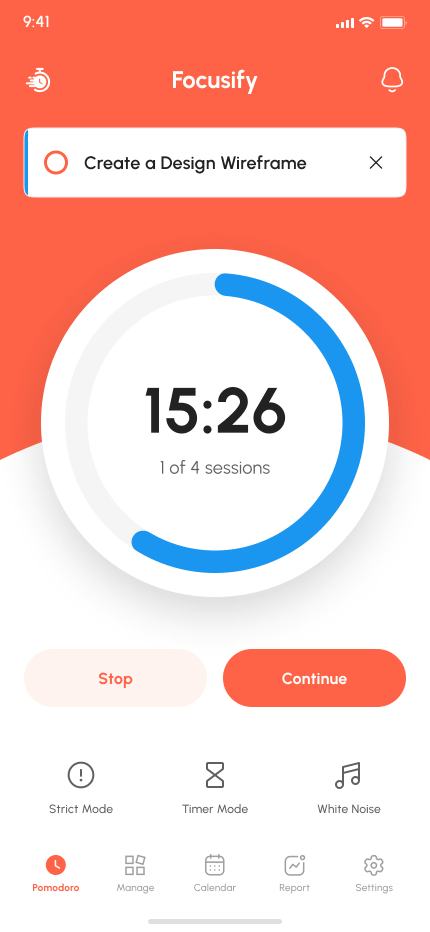 9:41
Focusify
Create a Design Wireframe
15:26
1 of 4 sessions
Stop
Continue
Strict Mode
Timer Mode
White Noise
Pomodoro
Manage
Calendar
Report
Settings